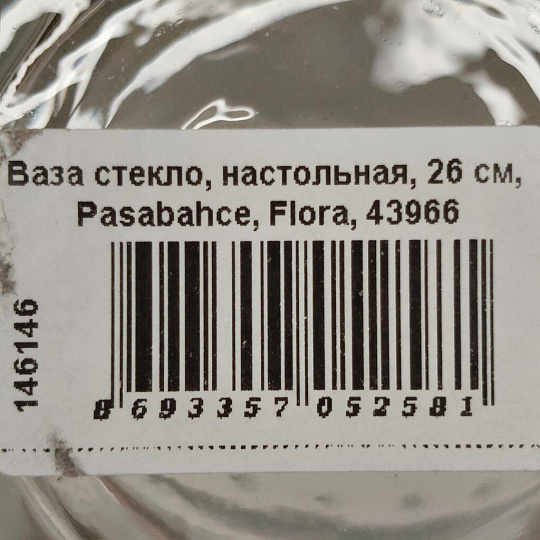 Ваза стекло, настольная, 26 см,
Pasabahce, Flora, 43966
146146
8 693357 052581